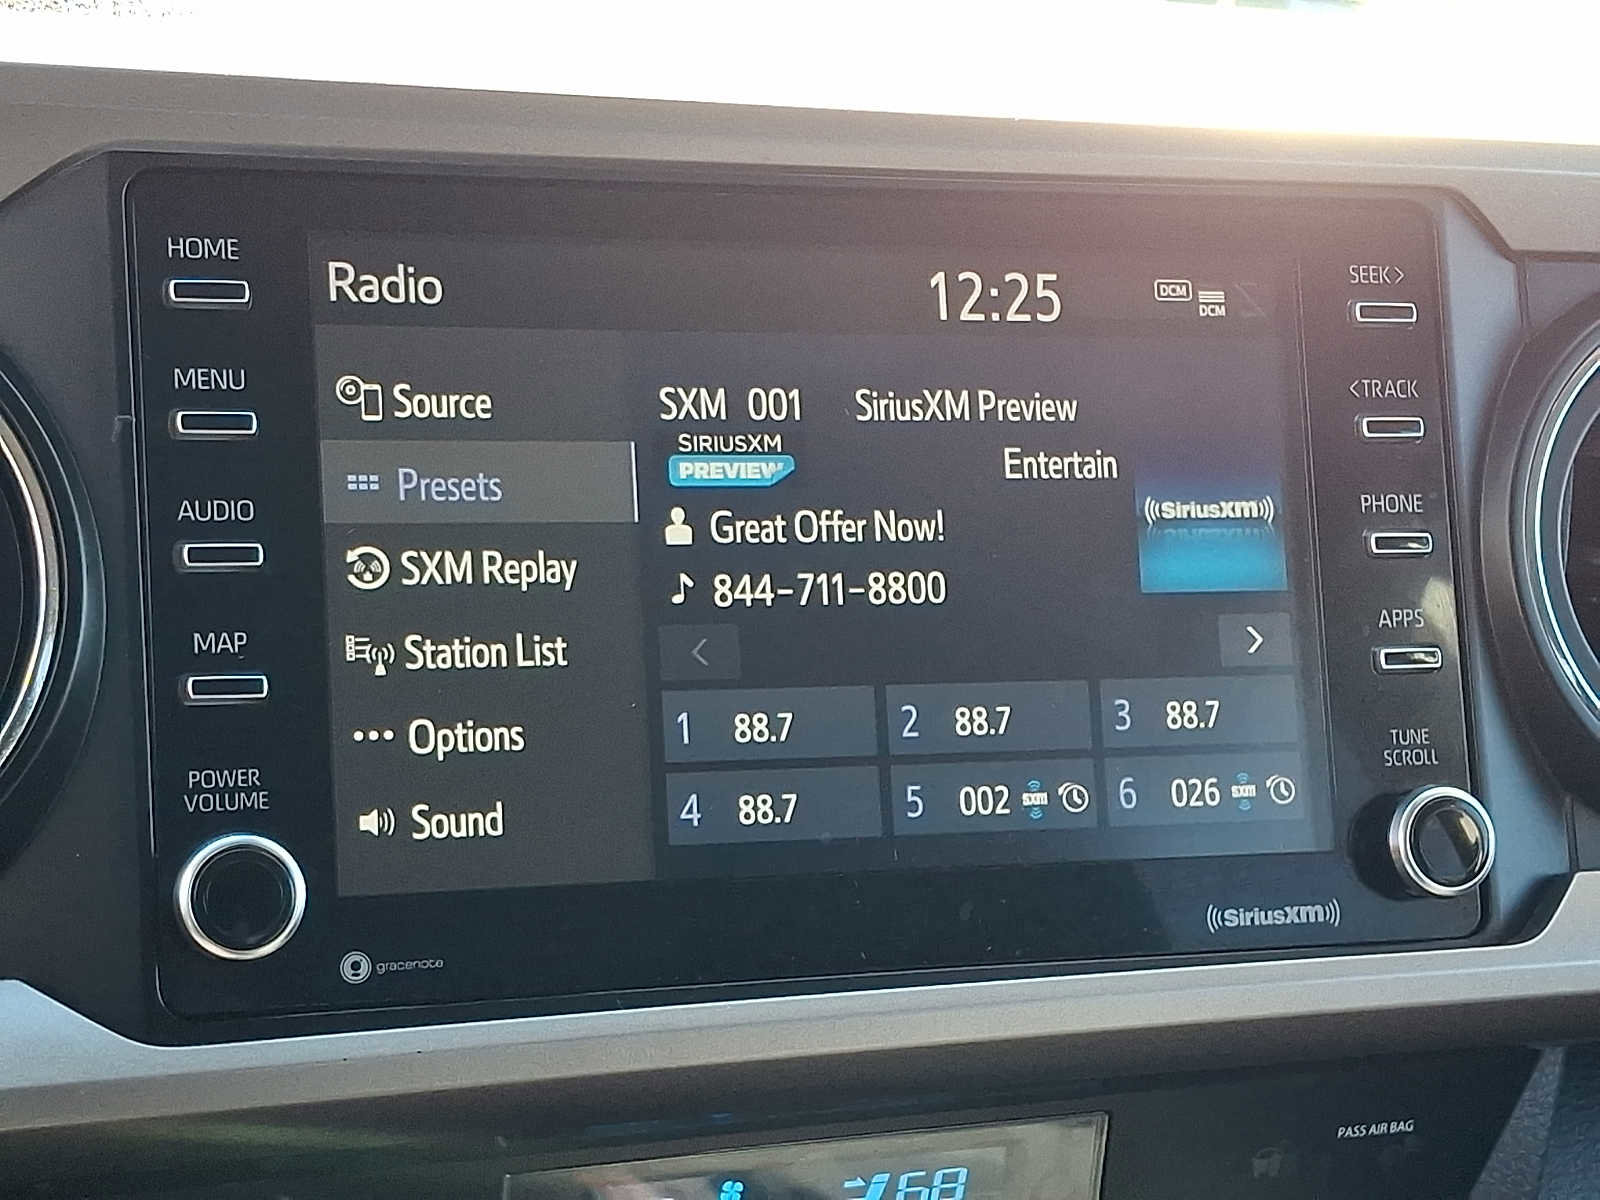 HOME
MENU
AUDIO
MAP
POWER
VOLUME
Radio
12:25
DCM
DCM
Source
Presets
SXM Replay
Station List
Options
Sound
SXM 001 SiriusXM Preview
SIRIUSXM
PREVIEW
Entertain
Great Offer Now!
844-711-8800
((SiriusXM))
<
>
1 88.7
2 88.7
3 88.7
4 88.7
5 002 SXM
6 026 SXM
SEEK>
<TRACK
PHONE
APPS
TUNE
SCROLL
gracenote
((SiriusXM))
PASS AIR BAG
68